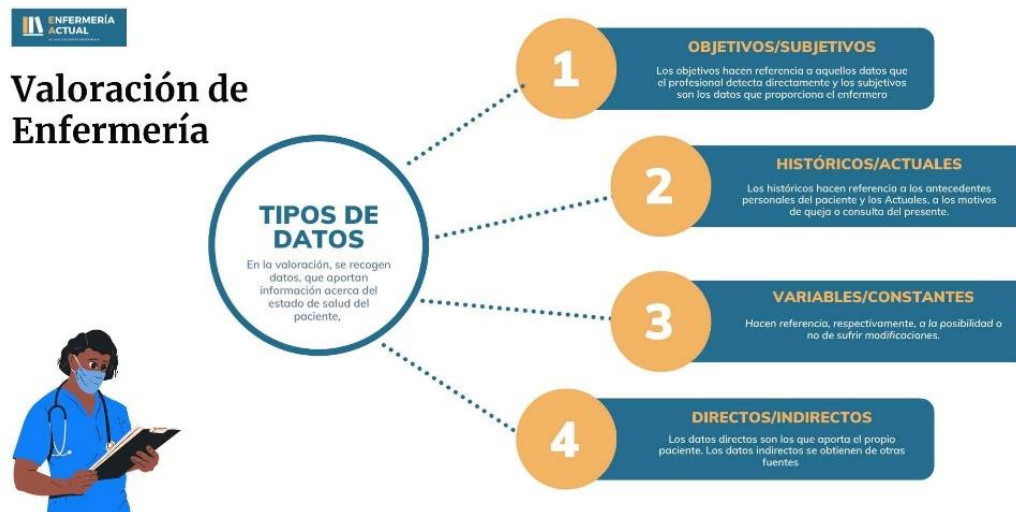 ENFERMERÍA
ACTUAL
Valoración de
Enfermería
TIPOS DE
DATOS
En la valoración, se recogen
datos, que aportan
información acerca del
estado de salud del
paciente,
1
OBJETIVOS/SUBJETIVOS
Los objetivos hacen referencia a aquellos datos que
el profesional detecta directamente y los subjetivos
son los datos que proporciona el enfermero
2
HISTÓRICOS/ACTUALES
Los históricos hacen referencia a los antecedentes
personales del paciente y los Actuales, a los motivos
de queja o consulta del presente.
3
VARIABLES/CONSTANTES
Hacen referencia, respectivamente, a la posibilidad o
no de sufrir modificaciones.
4
DIRECTOS/INDIRECTOS
Los datos directos son los que aporta el propio
paciente. Los datos indirectos se obtienen de otras
fuentes